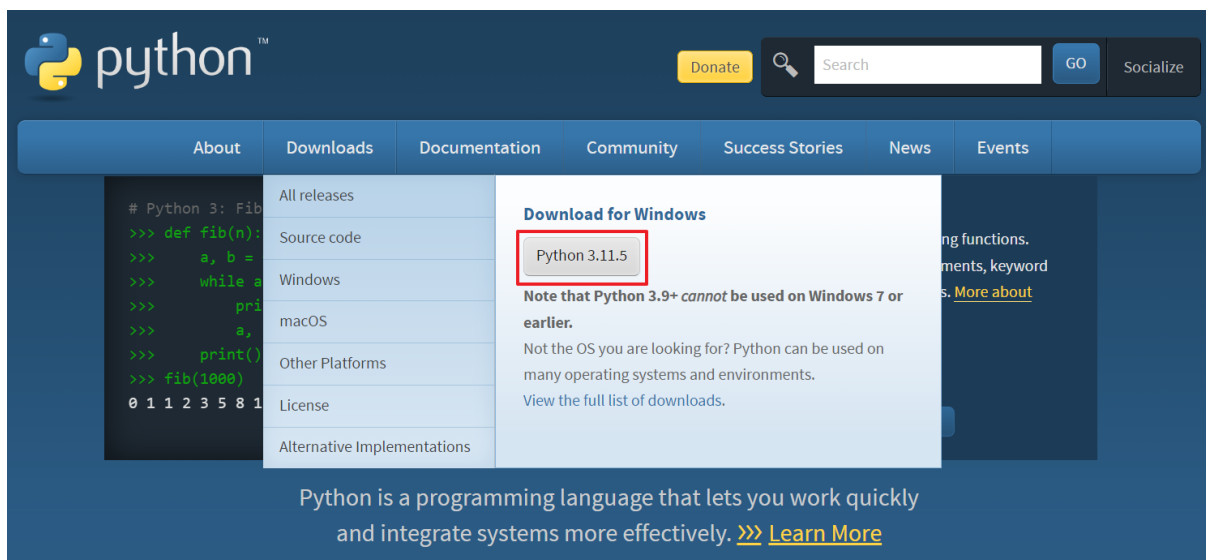 python™
Donate
Search
GO
Socialize
About Downloads Documentation Community Success Stories News Events
# Python 3: Fib
>>> def fib(n):
>>> a, b =
>>> while a
>>> pri
>>> a,
>>> print()
>>> fib(1000)
0 1 1 2 3 5 8 1
All releases
Source code
Windows
macOS
Other Platforms
License
Alternative Implementations
Download for Windows
Python 3.11.5
Note that Python 3.9+ cannot be used on Windows 7 or
earlier.
Not the OS you are looking for? Python can be used on
many operating systems and environments.
View the full list of downloads.
ng functions.
ments, keyword
s. More about
Python is a programming language that lets you work quickly
and integrate systems more effectively. >>> Learn More